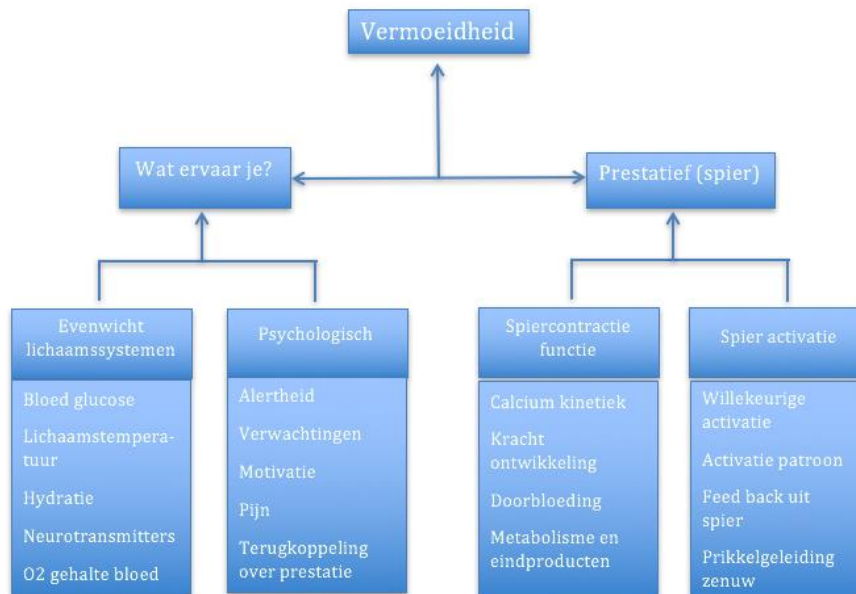 Vermoeidheid
Wat ervaar je?
Prestatief (spier)
Evenwicht
lichaamssystemen
Bloed glucose
Lichaamstempera-
tuur
Hydratie
Neurotransmitters
O2 gehalte bloed
Psychologisch
Alertheid
Verwachtingen
Motivatie
Pijn
Terugkoppeling
over prestatie
Spiercontractie
functie
Calcium kinetiek
Kracht
ontwikkeling
Doorbloeding
Metabolisme en
eindproducten
Spier activatie
Willekeurige
activatie
Activatie patroon
Feed back uit
spier
Prikkelgeleiding
zenuw